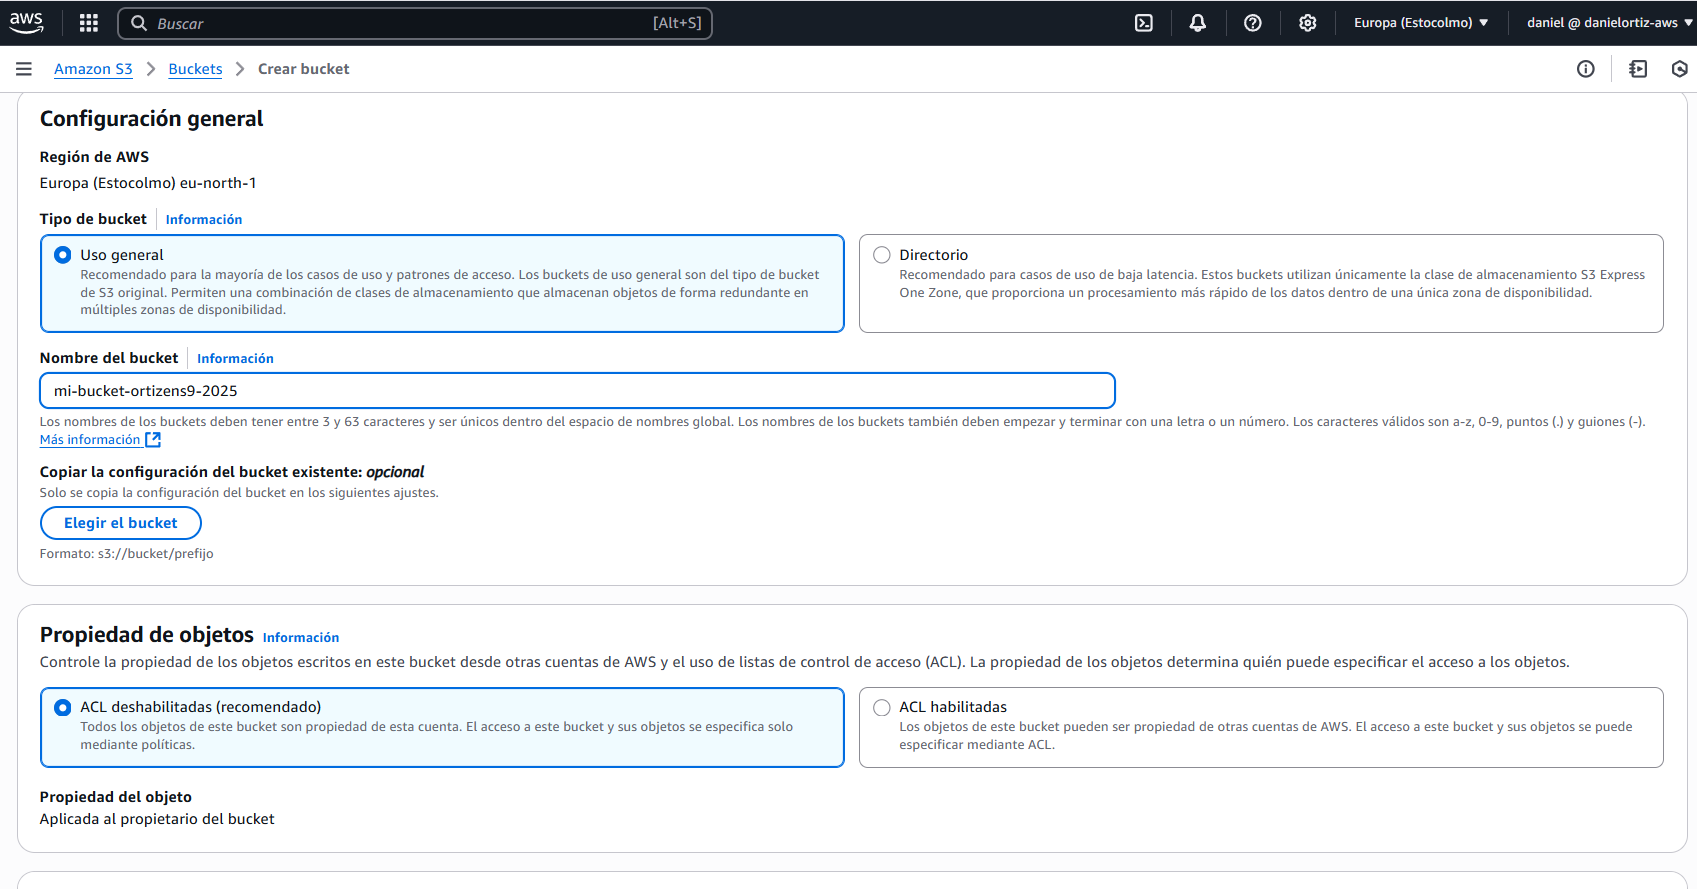 aws
Buscar [Alt+S] Europa (Estocolmo) daniel @ danielortiz-aws
Amazon S3 Buckets Crear bucket
Configuración general
Región de AWS
Europa (Estocolmo) eu-north-1
Tipo de bucket Información
Uso general
Recomendado para la mayoría de los casos de uso y patrones de acceso. Los buckets de uso general son del tipo de bucket
de S3 original. Permiten una combinación de clases de almacenamiento que almacenan objetos de forma redundante en
múltiples zonas de disponibilidad.
Directorio
Recomendado para casos de uso de baja latencia. Estos buckets utilizan únicamente la clase de almacenamiento S3 Express
One Zone, que proporciona un procesamiento más rápido de los datos dentro de una única zona de disponibilidad.
Nombre del bucket Información
mi-bucket-ortizens9-2025
Los nombres de los buckets deben tener entre 3 y 63 caracteres y ser únicos dentro del espacio de nombres global. Los nombres de los buckets también deben empezar y terminar con una letra o un número. Los caracteres válidos son a-z, 0-9, puntos (.) y guiones (-).
Más información
Copiar la configuración del bucket existente: opcional
Solo se copia la configuración del bucket en los siguientes ajustes.
Elegir el bucket
Formato: s3://bucket/prefijo
Propiedad de objetos Información
Controle la propiedad de los objetos escritos en este bucket desde otras cuentas de AWS y el uso de listas de control de acceso (ACL). La propiedad de los objetos determina quién puede especificar el acceso a los objetos.
ACL deshabilitadas (recomendado)
Todos los objetos de este bucket son propiedad de esta cuenta. El acceso a este bucket y sus objetos se especifica solo
mediante políticas.
ACL habilitadas
Los objetos de este bucket pueden ser propiedad de otras cuentas de AWS. El acceso a este bucket y sus objetos se puede
especificar mediante ACL.
Propiedad del objeto
Aplicada al propietario del bucket